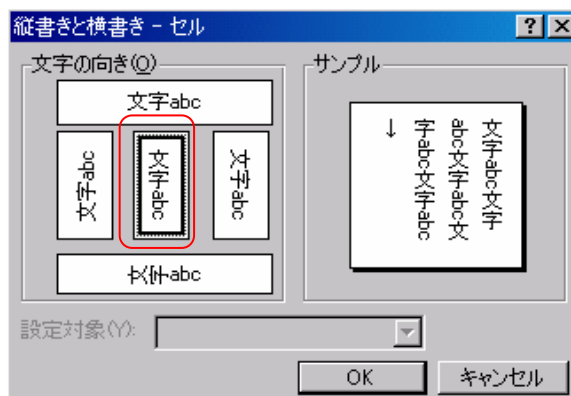 縦書きと横書き - セル
文字の向き(O)
文字abc
文字abc
文字abc
文字abc
文字abc
サンプル
文字abc文字
abc文字abc文
字abc文字abc
↓
設定対象(Y):
OK
キャンセル